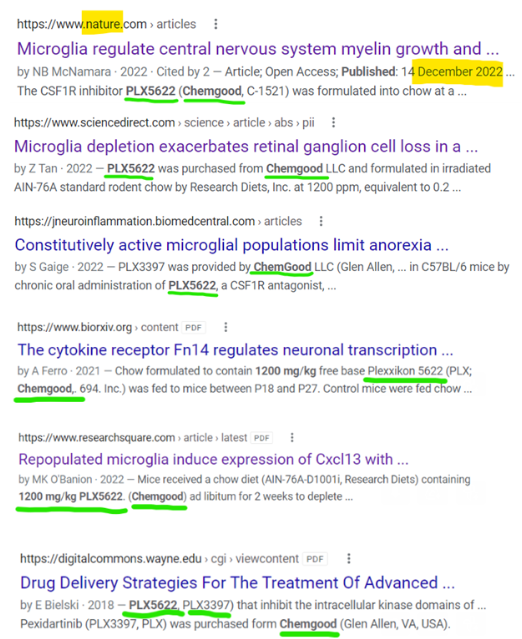 https://www.nature.com › articles
Microglia regulate central nervous system myelin growth and ...
by NB McNamara · 2022 · Cited by 2 — Article; Open Access; Published: 14 December 2022 ...
The CSF1R inhibitor PLX5622 (Chemgood, C-1521) was formulated into chow at a ...
https://www.sciencedirect.com › science › article › abs › pii
Microglia depletion exacerbates retinal ganglion cell loss in a ...
by Z Tan · 2022 — PLX5622 was purchased from Chemgood LLC and formulated in irradiated
AIN-76A standard rodent chow by Research Diets, Inc. at 1200 ppm, equivalent to 0.2 ...
https://jneuroinflammation.biomedcentral.com › articles
Constitutively active microglial populations limit anorexia ...
by S Gaige · 2022 — PLX3397 was provided by ChemGood LLC (Glen Allen, ... in C57BL/6 mice by
chronic oral administration of PLX5622, a CSF1R antagonist, ...
https://www.biorxiv.org › content PDF
The cytokine receptor Fn14 regulates neuronal transcription ...
by A Ferro · 2021 — Chow formulated to contain 1200 mg/kg free base Plexxikon 5622 (PLX;
Chemgood,. 694. Inc.) was fed to mice between P18 and P27. Control mice were fed chow ...
https://www.researchsquare.com › article › latest PDF
Repopulated microglia induce expression of Cxcl13 with ...
by MK O'Banion · 2022 — Mice received a chow diet (AIN-76A-D1001i, Research Diets) containing
1200 mg/kg PLX5622. (Chemgood) ad libitum for 2 weeks to deplete ...
https://digitalcommons.wayne.edu › cgi › viewcontent PDF
Drug Delivery Strategies For The Treatment Of Advanced ...
by E Bielski · 2018 — PLX5622, PLX3397) that inhibit the intracellular kinase domains of ...
Pexidartinib (PLX3397, PLX) was purchased form Chemgood (Glen Allen, VA, USA).